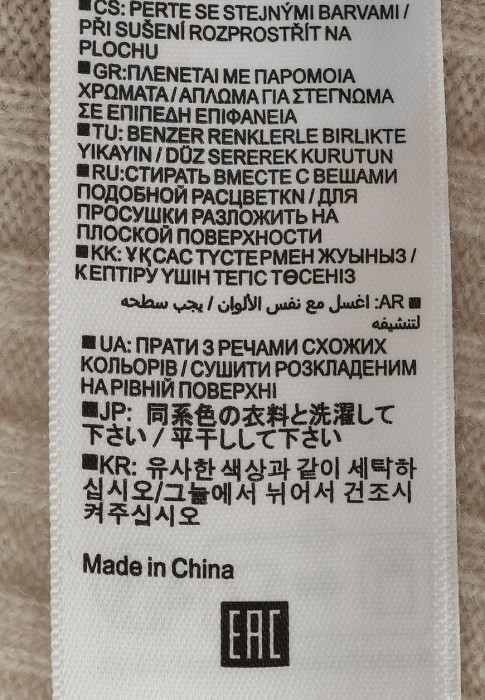 ■CS: PERTE SE STEJNÝMI BARVAMI /
PŘI SUŠENÍ ROZPROSTŘÍT NA
PLOCHU
■GR:ΠΛΕΝΕΤΑΙ ΜΕ ΠΑΡΟΜΟΙΑ
ΧΡΩΜΑΤΑ / ΑΠΛΩΜΑ ΓΙΑ ΣΤΕΓΝΩΜΑ
ΣΕ ΕΠΙΠΕΔΗ ΕΠΙΦΑΝΕΙΑ
■TU: BENZER RENKLERLE BIRLIKTE
YIKAYIN / DÜZ SEREREK KURUTUN
■RU:СТИРАТЬ ВМЕСТЕ С ВЕЩАМИ
ПОДОБНОЙ РАСЦВЕТКN / ДЛЯ
ПРОСУШКИ РАЗЛОЖИТЬ НА
ПЛОСКОЙ ПОВЕРХНОСТИ
■KK: ҰҚСАС ТҮСТЕРМЕН ЖУЫНЫЗ /
КЕПТІРУ ҮШІН ТЕГІС ТӨСЕНІЗ
■ AR: اغسل مع نفس الألوان / يجب سطحه
لتنشيفه
■UA: ПРАТИ З РЕЧАМИ СХОЖИХ
КОЛЬОРІВ / СУШИТИ РОЗКЛАДЕНИМ
НА РІВНІЙ ПОВЕРХНІ
■JP: 同系色の衣料と洗濯して
下さい / 平干しして下さい
■KR: 유사한 색상과 같이 세탁하
십시오/그늘에서 뉘어서 건조시
켜주십시오
Made in China
EAC